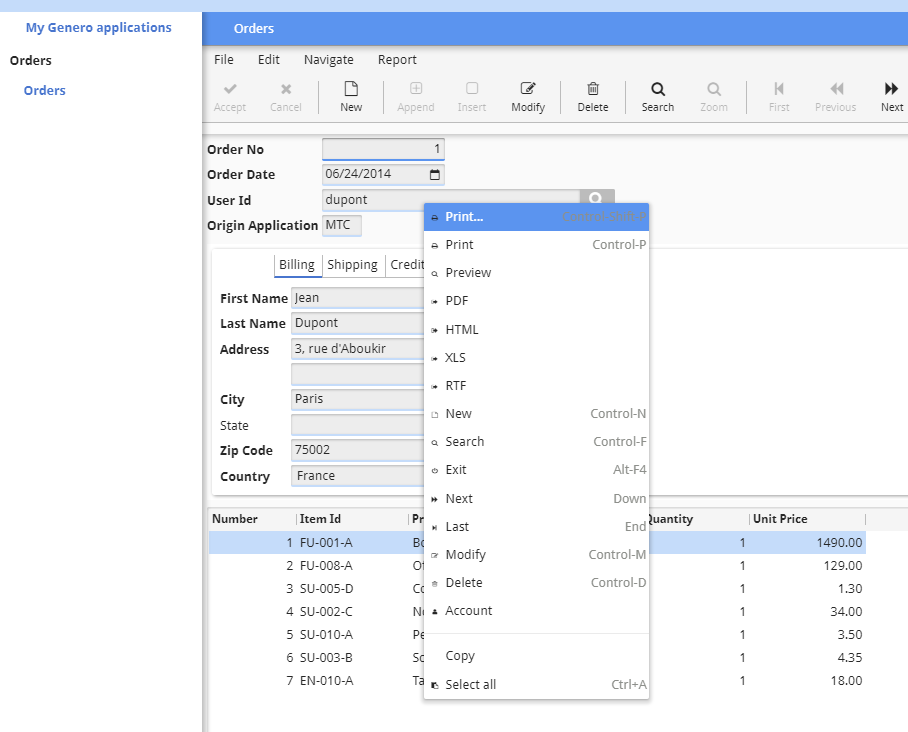 My Genero applications
Orders
Orders
Orders
File Edit Navigate Report
Accept Cancel New Append Insert Modify Delete Search Zoom First Previous Next
Order No 1
Order Date 06/24/2014
User Id dupont
Origin Application MTC
Billing Shipping Credit
First Name Jean
Last Name Dupont
Address 3, rue d'Aboukir
City Paris
State
Zip Code 75002
Country France
Print...
Print Control-P
Preview
PDF
HTML
XLS
RTF
New Control-N
Search Control-F
Exit Alt-F4
Next Down
Last End
Modify Control-M
Delete Control-D
Account
Copy
Select all Ctrl+A
Number Item Id Pr Quantity Unit Price
1 FU-001-A 1 1490.00
2 FU-008-A 1 129.00
3 SU-005-D 1 1.30
4 SU-002-C 1 34.00
5 SU-010-A Pe 1 3.50
6 SU-003-B 1 4.35
7 EN-010-A Ta 1 18.00